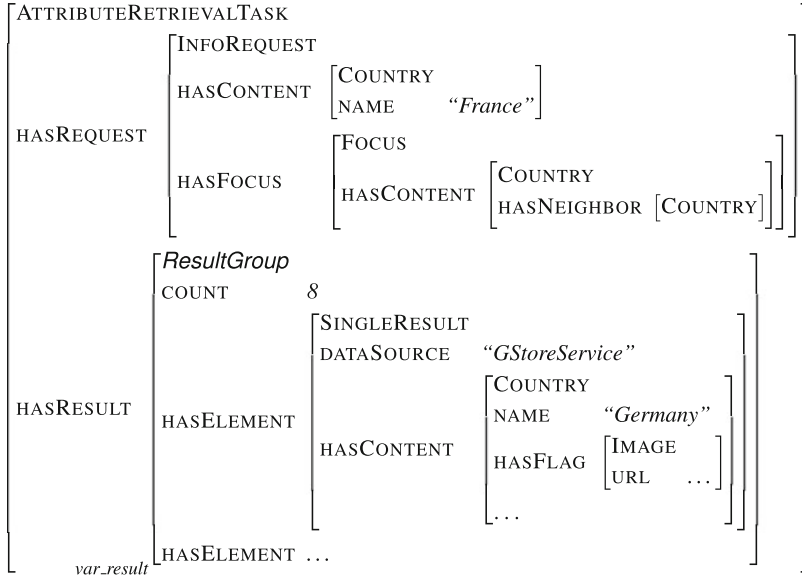 ATTRIBUTERETRIEVALTASK
INFOREQUEST
COUNTRY
HASCONTENT
NAME “France”
HASREQUEST
FOCUS
HASFOCUS
COUNTRY
HASCONTENT
HASNEIGHBOR [COUNTRY]
ResultGroup
COUNT 8
SINGLERESULT
DATASOURCE “GStoreService”
COUNTRY
NAME “Germany”
HASRESULT HASELEMENT
HASCONTENT
IMAGE
HASFLAG
URL ...
...
HASELEMENT ...
var_result